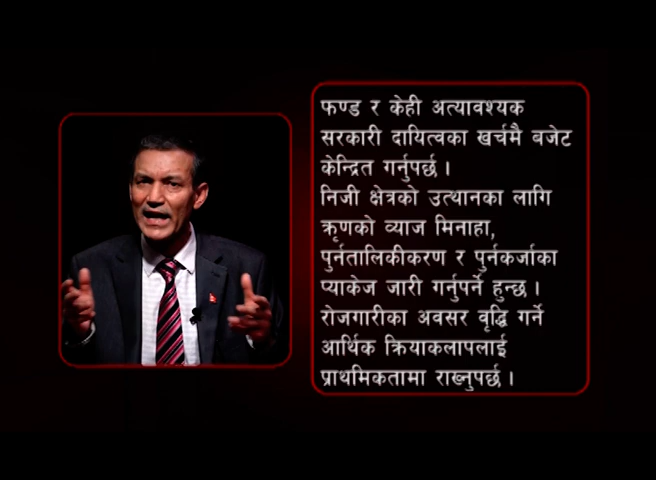 फण्ड र केही अत्यावश्यक
सरकारी दायित्वका खर्चमै बजेट
केन्द्रित गर्नुपर्छ ।
निजी क्षेत्रको उत्थानका लागि
ऋणको व्याज मिनाहा,
पुर्नतालिकीकरण र पुर्नकर्जाका
प्याकेज जारी गर्नुपर्ने हुन्छ ।
रोजगारीका अवसर वृद्धि गर्ने
आर्थिक क्रियाकलापलाई
प्राथमिकतामा राख्नुपर्छ ।